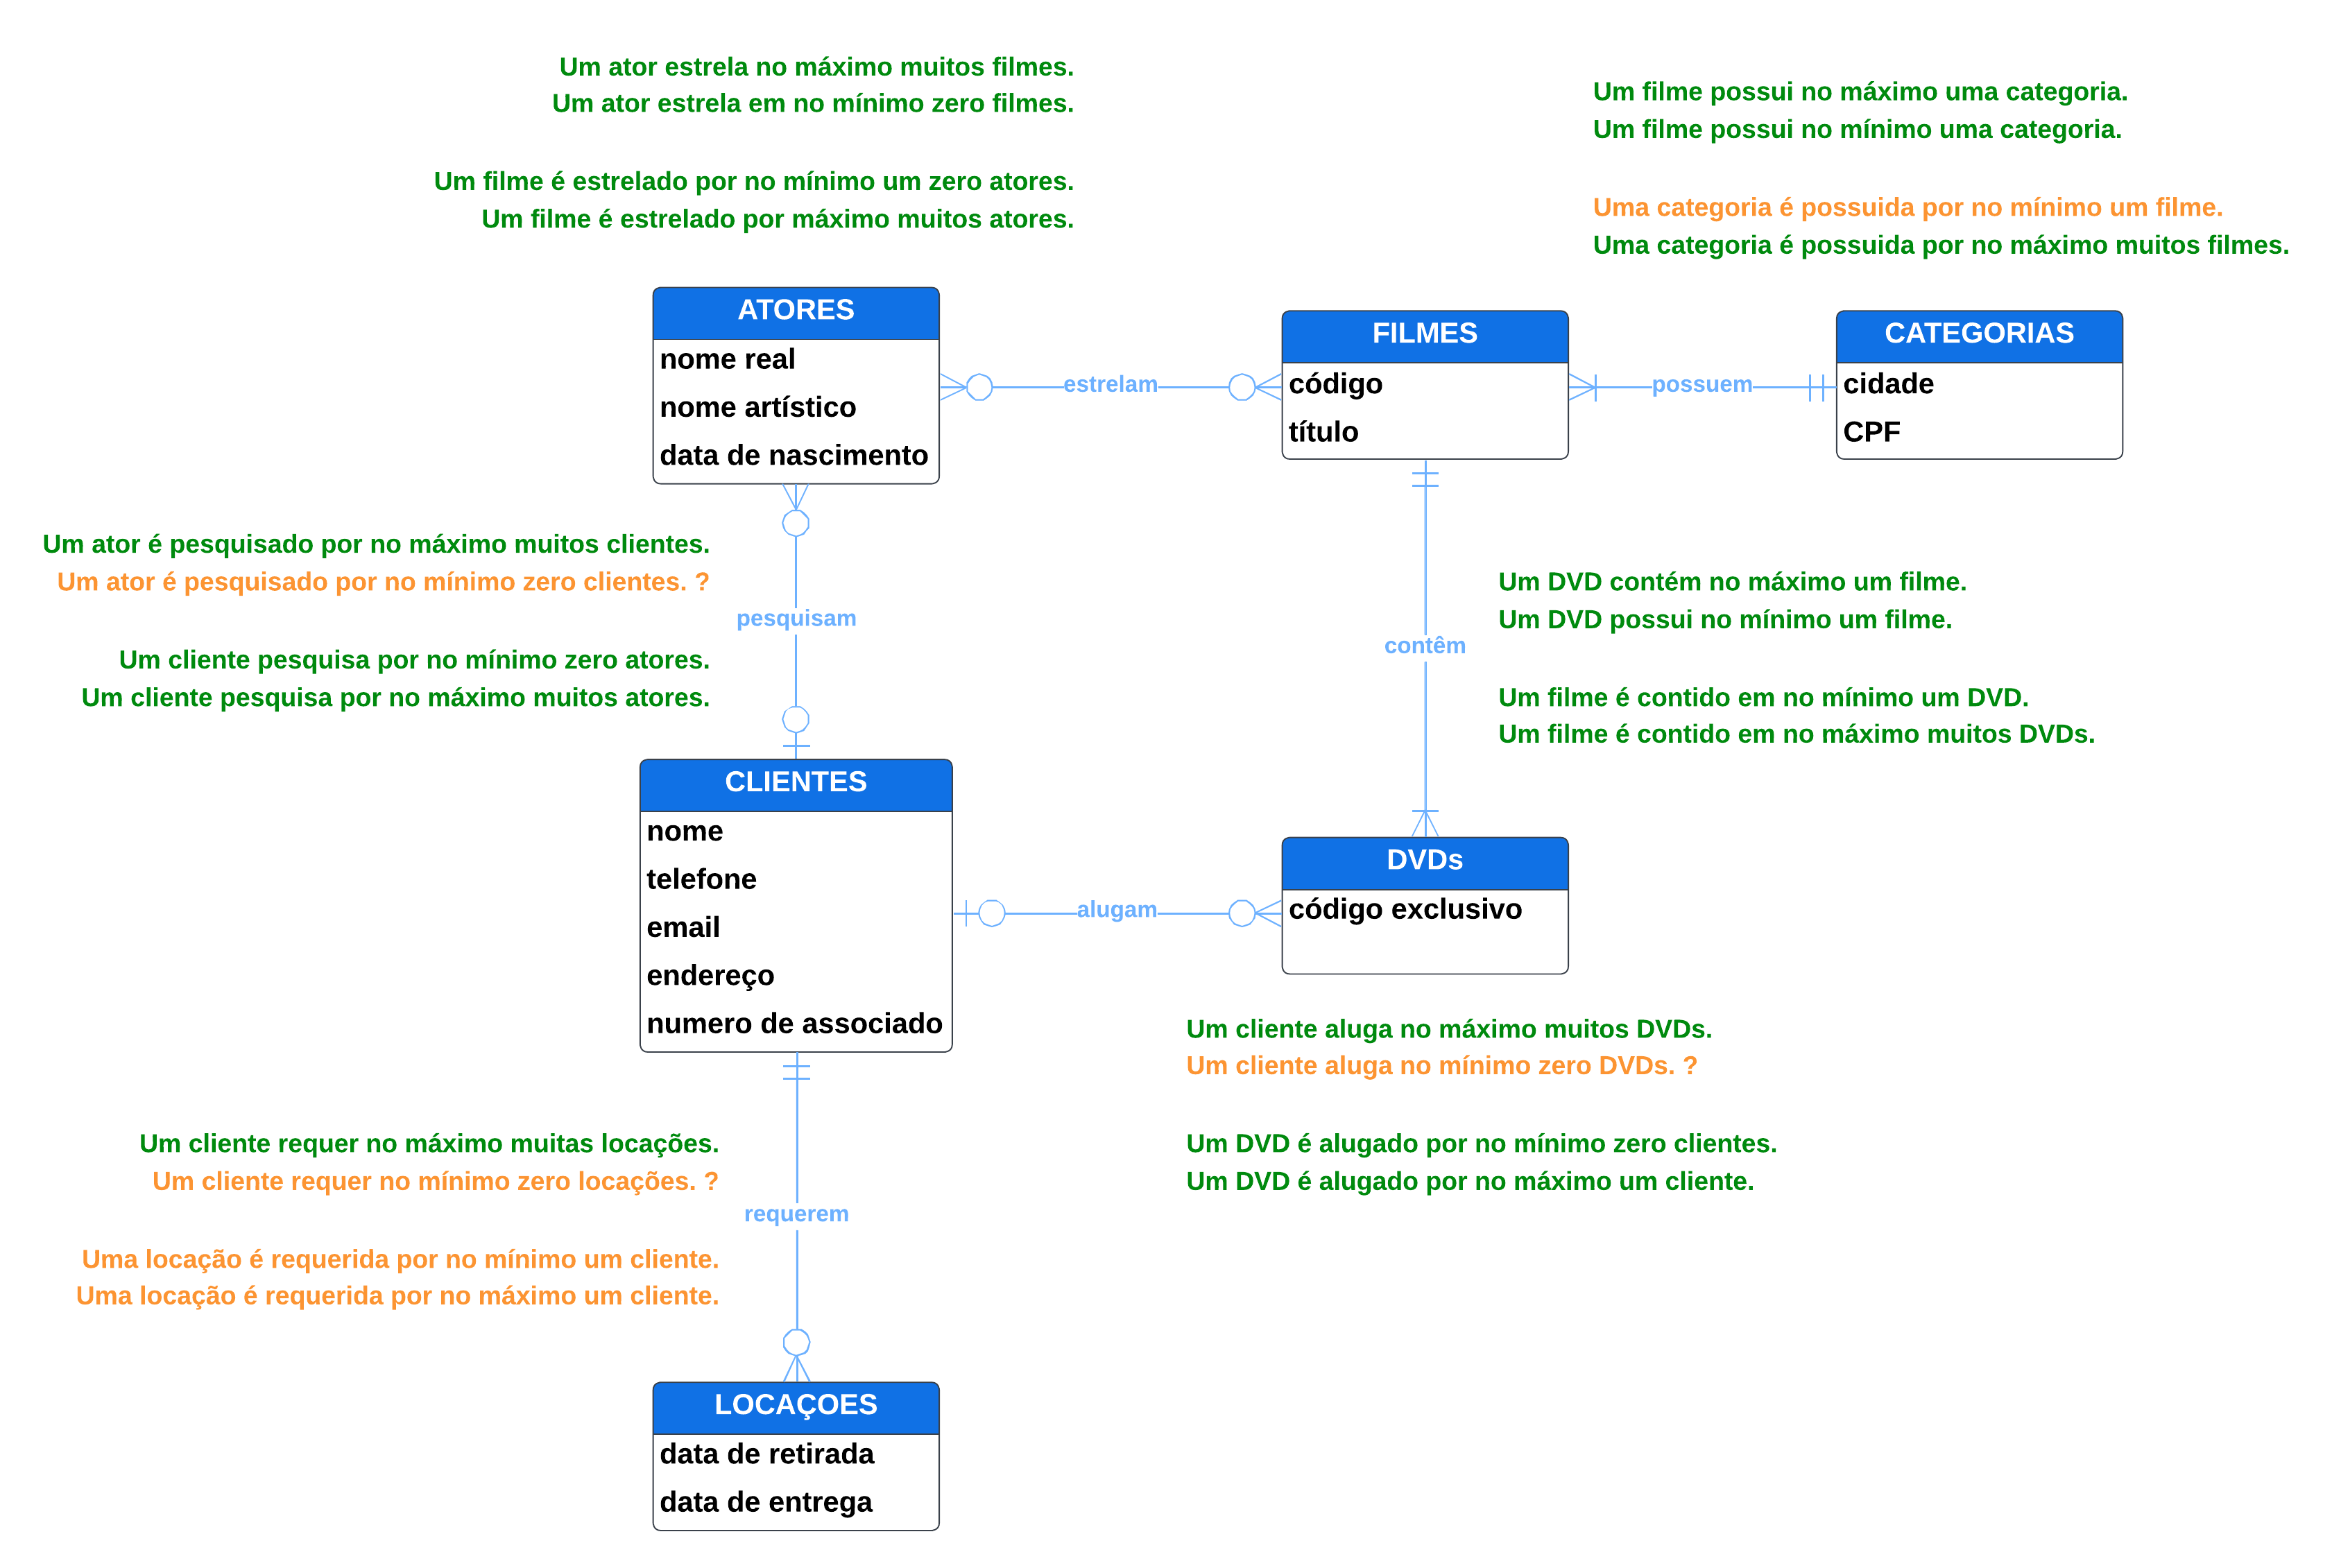 Um ator estrela no máximo muitos filmes.
Um ator estrela em no mínimo zero filmes.
Um filme é estrelado por no mínimo um zero atores.
Um filme é estrelado por máximo muitos atores.
Um filme possui no máximo uma categoria.
Um filme possui no mínimo uma categoria.
Uma categoria é possuida por no mínimo um filme.
Uma categoria é possuida por no máximo muitos filmes.
ATORES
nome real
nome artístico
data de nascimento
estrelam
FILMES
código
título
possuem
CATEGORIAS
cidade
CPF
Um ator é pesquisado por no máximo muitos clientes.
Um ator é pesquisado por no mínimo zero clientes. ?
Um cliente pesquisa por no mínimo zero atores.
Um cliente pesquisa por no máximo muitos atores.
pesquisam
contêm
Um DVD contém no máximo um filme.
Um DVD possui no mínimo um filme.
Um filme é contido em no mínimo um DVD.
Um filme é contido em no máximo muitos DVDs.
CLIENTES
nome
telefone
email
endereço
numero de associado
alugam
DVDs
código exclusivo
Um cliente aluga no máximo muitos DVDs.
Um cliente aluga no mínimo zero DVDs. ?
Um DVD é alugado por no mínimo zero clientes.
Um DVD é alugado por no máximo um cliente.
Um cliente requer no máximo muitas locações.
Um cliente requer no mínimo zero locações. ?
Uma locação é requerida por no mínimo um cliente.
Uma locação é requerida por no máximo um cliente.
requerem
LOCAÇOES
data de retirada
data de entrega